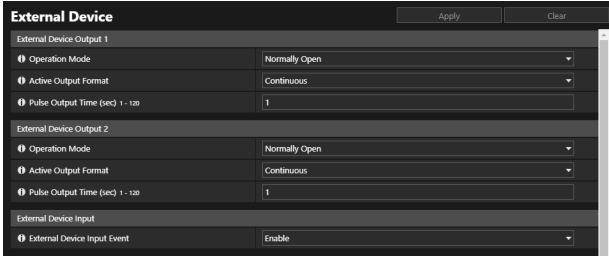 External Device Apply Clear
External Device Output 1
Operation Mode Normally Open
Active Output Format Continuous
Pulse Output Time (sec) 1 - 120 1
External Device Output 2
Operation Mode Normally Open
Active Output Format Continuous
Pulse Output Time (sec) 1 - 120 1
External Device Input
External Device Input Event Enable